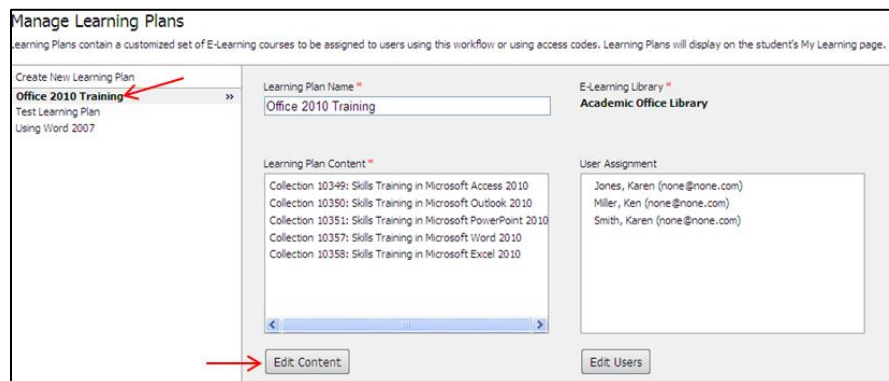 Manage Learning Plans
Learning Plans contain a customized set of E-Learning courses to be assigned to users using this workflow or using access codes. Learning Plans will display on the student's My Learning page.
Create New Learning Plan
Office 2010 Training »
Test Learning Plan
Using Word 2007
Learning Plan Name *
Office 2010 Training
E-Learning Library *
Academic Office Library
Learning Plan Content *
Collection 10349: Skills Training in Microsoft Access 2010
Collection 10350: Skills Training in Microsoft Outlook 2010
Collection 10351: Skills Training in Microsoft PowerPoint 2010
Collection 10357: Skills Training in Microsoft Word 2010
Collection 10358: Skills Training in Microsoft Excel 2010
Edit Content
User Assignment
Jones, Karen (none@none.com)
Miller, Ken (none@none.com)
Smith, Karen (none@none.com)
Edit Users